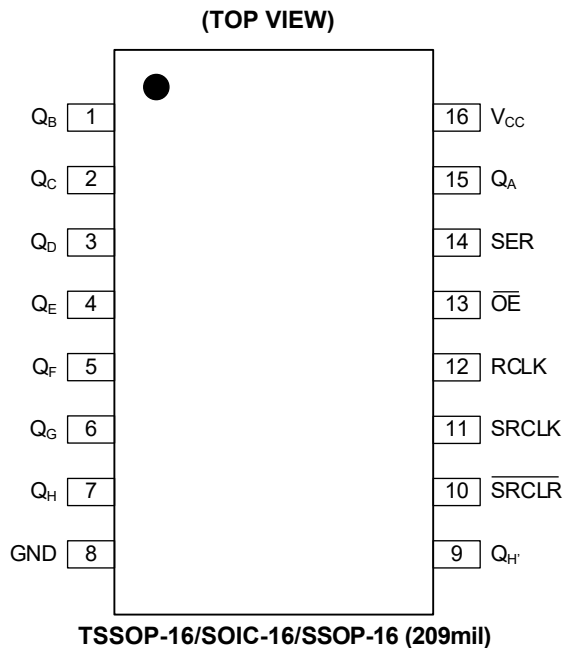 (TOP VIEW)
QB 1 16 VCC
QC 2 15 QA
QD 3 14 SER
QE 4 13 OE
QF 5 12 RCLK
QG 6 11 SRCLK
QH 7 10 SRCLR
GND 8 9 QH'
TSSOP-16/SOIC-16/SSOP-16 (209mil)